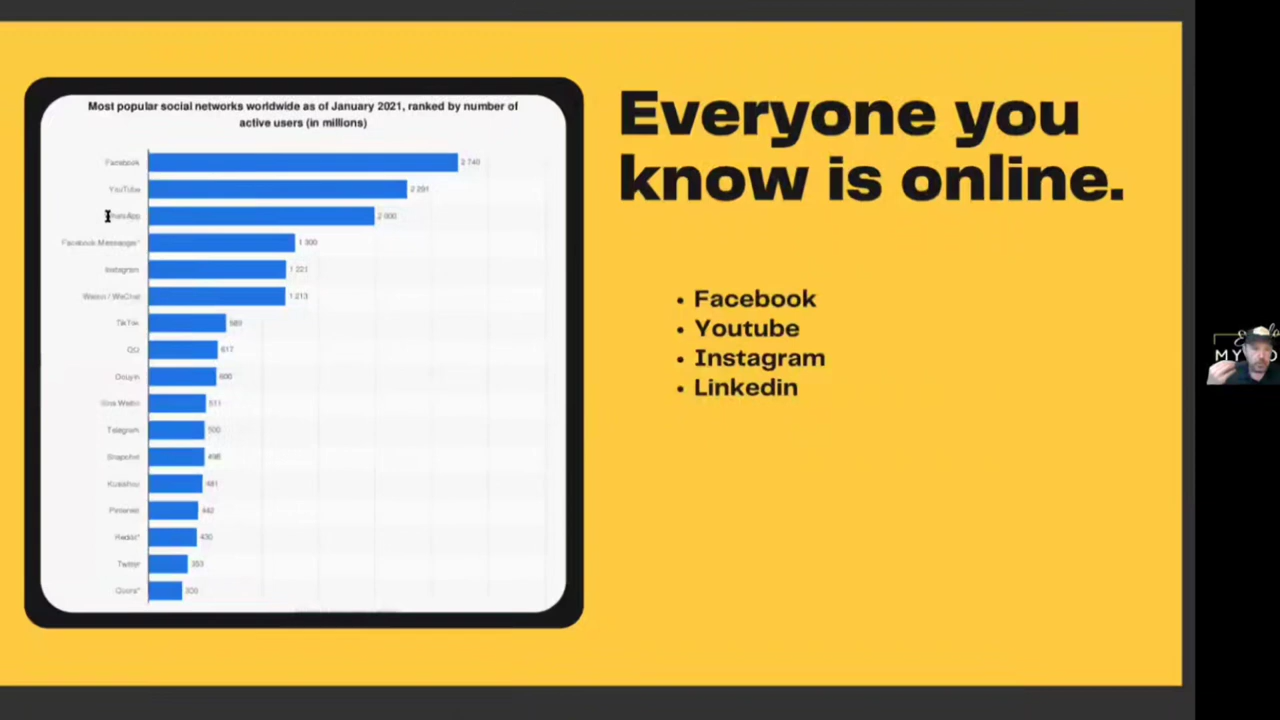 Most popular social networks worldwide as of January 2021, ranked by number of
active users (in millions)
Facebook 2 740
YouTube 2 291
WhatsApp 2 000
Facebook Messenger* 1 300
Instagram 1 221
Weixin / WeChat 1 213
TikTok 689
QQ 617
Douyin 600
Sina Weibo 511
Telegram 500
Snapchat 498
Kuaishou 481
Pinterest 442
Reddit* 430
Twitter 353
Quora* 300
Everyone you
know is online.
• Facebook
• Youtube
• Instagram
• Linkedin
MY